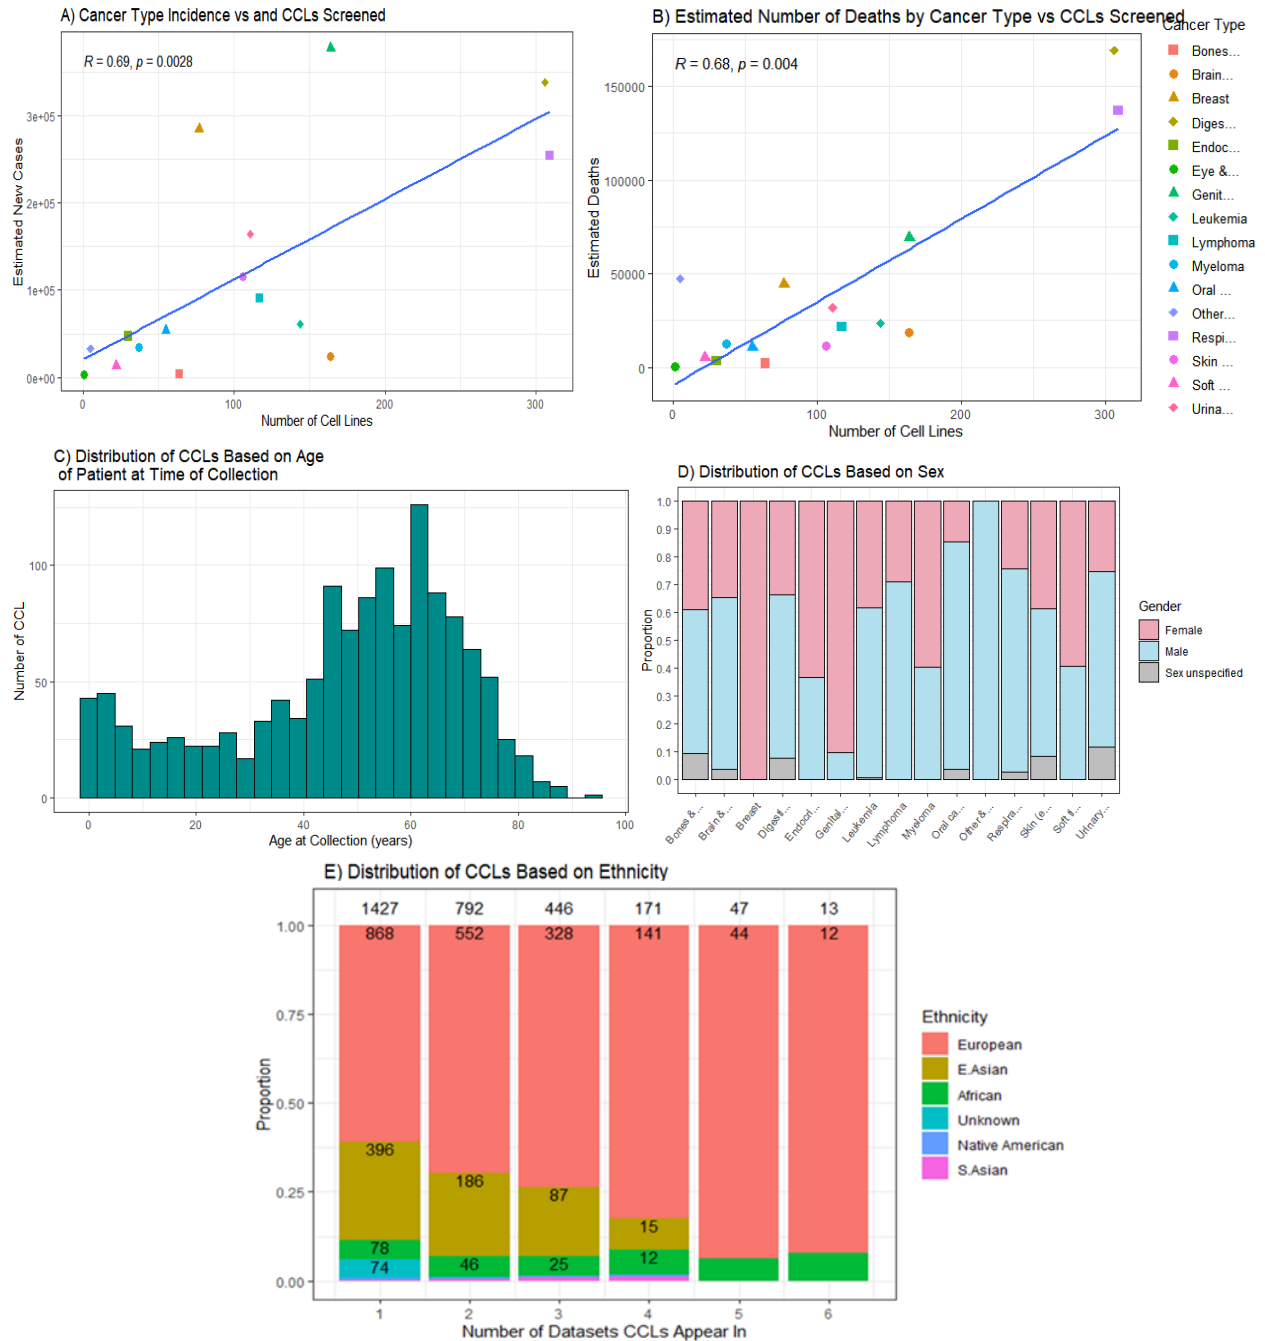 A) Cancer Type Incidence vs and CCLs Screened
R = 0.69, p = 0.0028
3e+05
2e+05
1e+05
0e+00
Estimated New Cases
0 100 200 300
Number of Cell Lines
B) Estimated Number of Deaths by Cancer Type vs CCLs Screened
R = 0.68, p = 0.004
150000
100000
50000
0
Estimated Deaths
0 100 200 300
Number of Cell Lines
Cancer Type
Bones...
Brain...
Breast
Diges...
Endoc...
Eye &...
Genit...
Leukemia
Lymphoma
Myeloma
Oral ...
Other...
Respi...
Skin ...
Soft ...
Urina...
C) Distribution of CCLs Based on Age
of Patient at Time of Collection
100
50
0
Number of CCL
0 20 40 60 80 100
Age at Collection (years)
D) Distribution of CCLs Based on Sex
1.0
0.9
0.8
0.7
0.6
0.5
0.4
0.3
0.2
0.1
0.0
Proportion
Bones &...
Brain &...
Breast
Digesti...
Endocri...
Genital...
Leukemia
Lymphoma
Myeloma
Oral ca...
Other &...
Respira...
Skin (e...
Soft ti...
Urinary...
Gender
Female
Male
Sex unspecified
E) Distribution of CCLs Based on Ethnicity
1427 792 446 171 47 13
868 552 328 141 44 12
396 186 87 15
78 46 25 12
74
1.00
0.75
0.50
0.25
0.00
Proportion
1 2 3 4 5 6
Number of Datasets CCLs Appear In
Ethnicity
European
E.Asian
African
Unknown
Native American
S.Asian